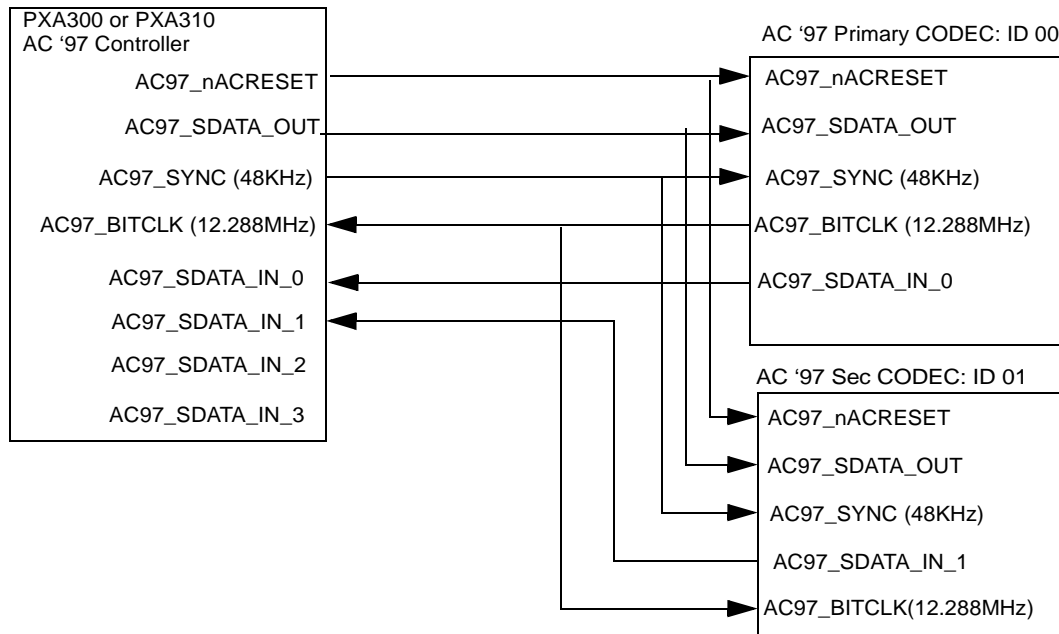 PXA300 or PXA310
AC ‘97 Controller
AC97_nACRESET
AC97_SDATA_OUT
AC97_SYNC (48KHz)
AC97_BITCLK (12.288MHz)
AC97_SDATA_IN_0
AC97_SDATA_IN_1
AC97_SDATA_IN_2
AC97_SDATA_IN_3
AC ‘97 Primary CODEC: ID 00
AC97_nACRESET
AC97_SDATA_OUT
AC97_SYNC (48KHz)
AC97_BITCLK (12.288MHz)
AC97_SDATA_IN_0
AC ‘97 Sec CODEC: ID 01
AC97_nACRESET
AC97_SDATA_OUT
AC97_SYNC (48KHz)
AC97_SDATA_IN_1
AC97_BITCLK(12.288MHz)